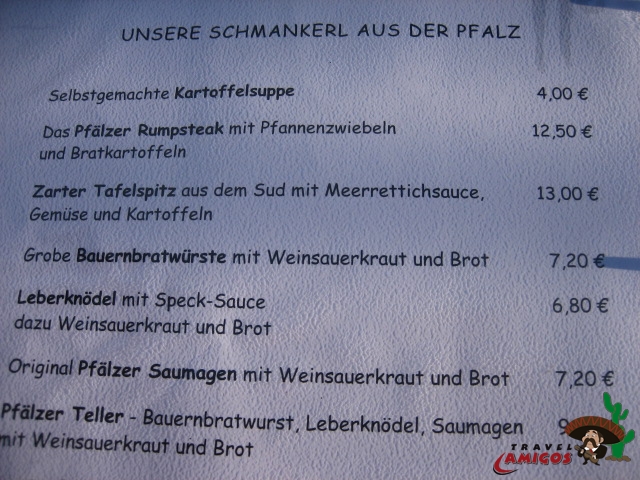 UNSERE SCHMANKERL AUS DER PFALZ
Selbstgemachte Kartoffelsuppe 4,00 €
Das Pfälzer Rumpsteak mit Pfannenzwiebeln 12,50 €
und Bratkartoffeln
Zarter Tafelspitz aus dem Sud mit Meerrettichsauce, 13,00 €
Gemüse und Kartoffeln
Grobe Bauernbratwürste mit Weinsauerkraut und Brot 7,20 €
Leberknödel mit Speck-Sauce 6,80 €
dazu Weinsauerkraut und Brot
Original Pfälzer Saumagen mit Weinsauerkraut und Brot 7,20 €
Pfälzer Teller - Bauernbratwurst, Leberknödel, Saumagen
mit Weinsauerkraut und Brot
TRAVEL
AMIGOS